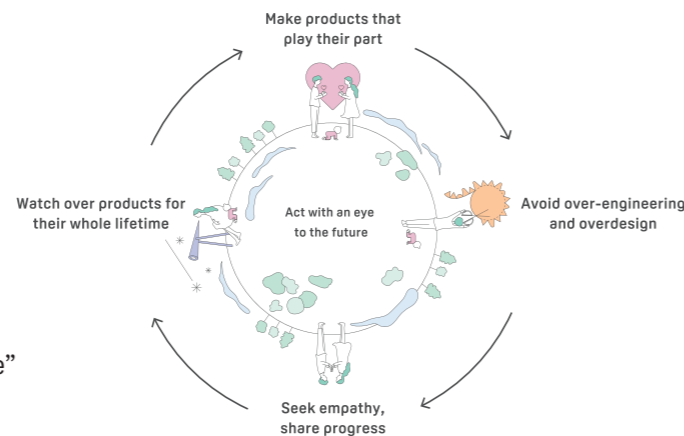 Make products that
play their part
Watch over products for
their whole lifetime
Act with an eye
to the future
Avoid over-engineering
and overdesign
e”
Seek empathy,
share progress